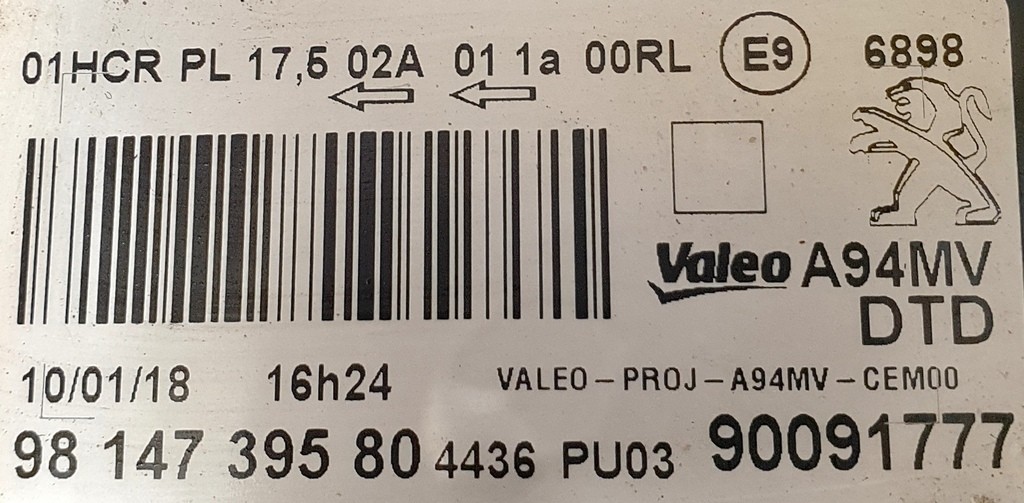 01HCR PL 17,5 02A 01 1a 00RL E9 6898
Valeo A94MV
DTD
10/01/18 16h24 VALEO-PROJ-A94MV-CEM00
98 147 395 80 4436 PU03 90091777